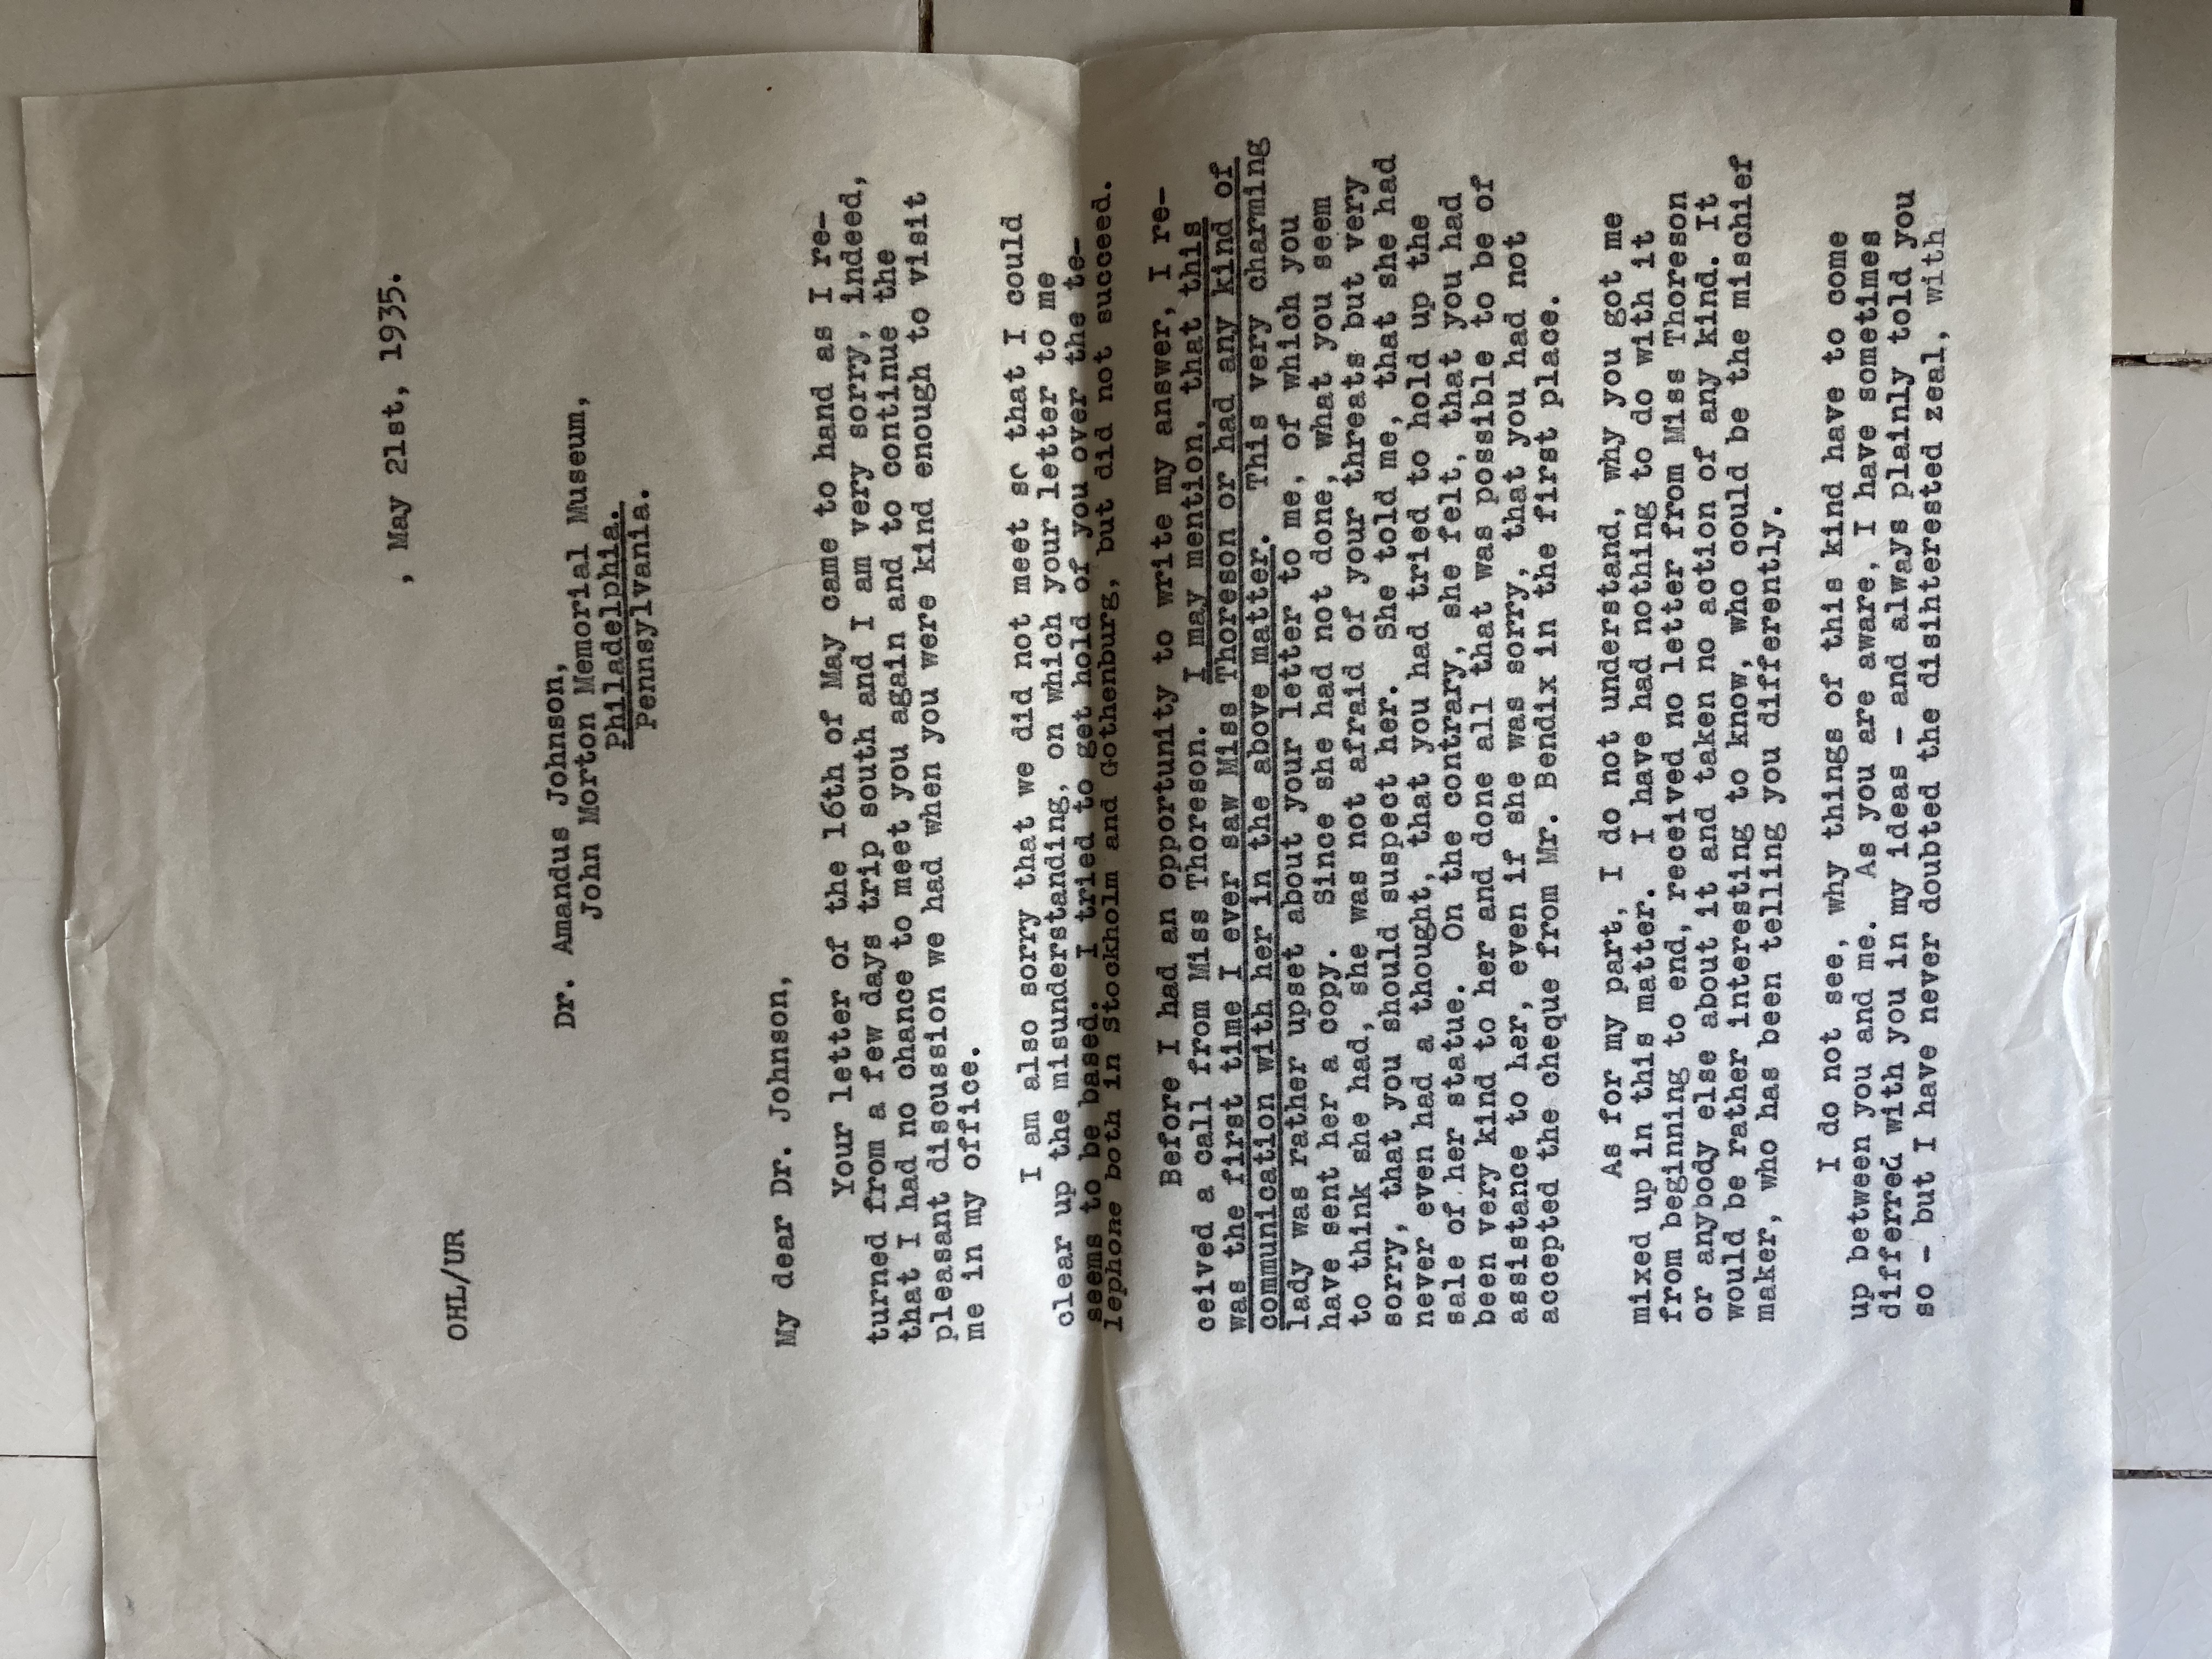 , May 21st, 1935.
OHL/UR
Dr. Amandus Johnson,
John Morton Memorial Museum,
Philadelphia.
Pennsylvania.
My dear Dr. Johnson,
Your letter of the 16th of May came to hand as I re-
turned from a few days trip south and I am very sorry, indeed,
that I had no chance to meet you again and to continue the
pleasant discussion we had when you were kind enough to visit
me in my office.
I am also sorry that we did not meet so that I could
clear up the misunderstanding, on which your letter to me
seems to be based. I tried to get hold of you over the te-
lephone both in Stockholm and Gothenburg, but did not succeed.
Before I had an opportunity to write my answer, I re-
ceived a call from Miss Thoreson. I may mention, that this
was the first time I ever saw Miss Thoreson or had any kind of
communication with her in the above matter. This very charming
lady was rather upset about your letter to me, of which you
have sent her a copy. Since she had not done, what you seem
to think she had, she was not afraid of your threats but very
sorry, that you should suspect her. She told me, that she had
never even had a thought, that you had tried to hold up the
sale of her statue. On the contrary, she felt, that you had
been very kind to her and done all that was possible to be of
assistance to her, even if she was sorry, that you had not
accepted the cheque from Mr. Bendix in the first place.
As for my part, I do not understand, why you got me
mixed up in this matter. I have had nothing to do with it
from beginning to end, received no letter from Miss Thoreson
or anybody else about it and taken no action of any kind. It
would be rather interesting to know, who could be the mischief
maker, who has been telling you differently.
I do not see, why things of this kind have to come
up between you and me. As you are aware, I have sometimes
differred with you in my ideas - and always plainly told you
so - but I have never doubted the disinterested zeal, with